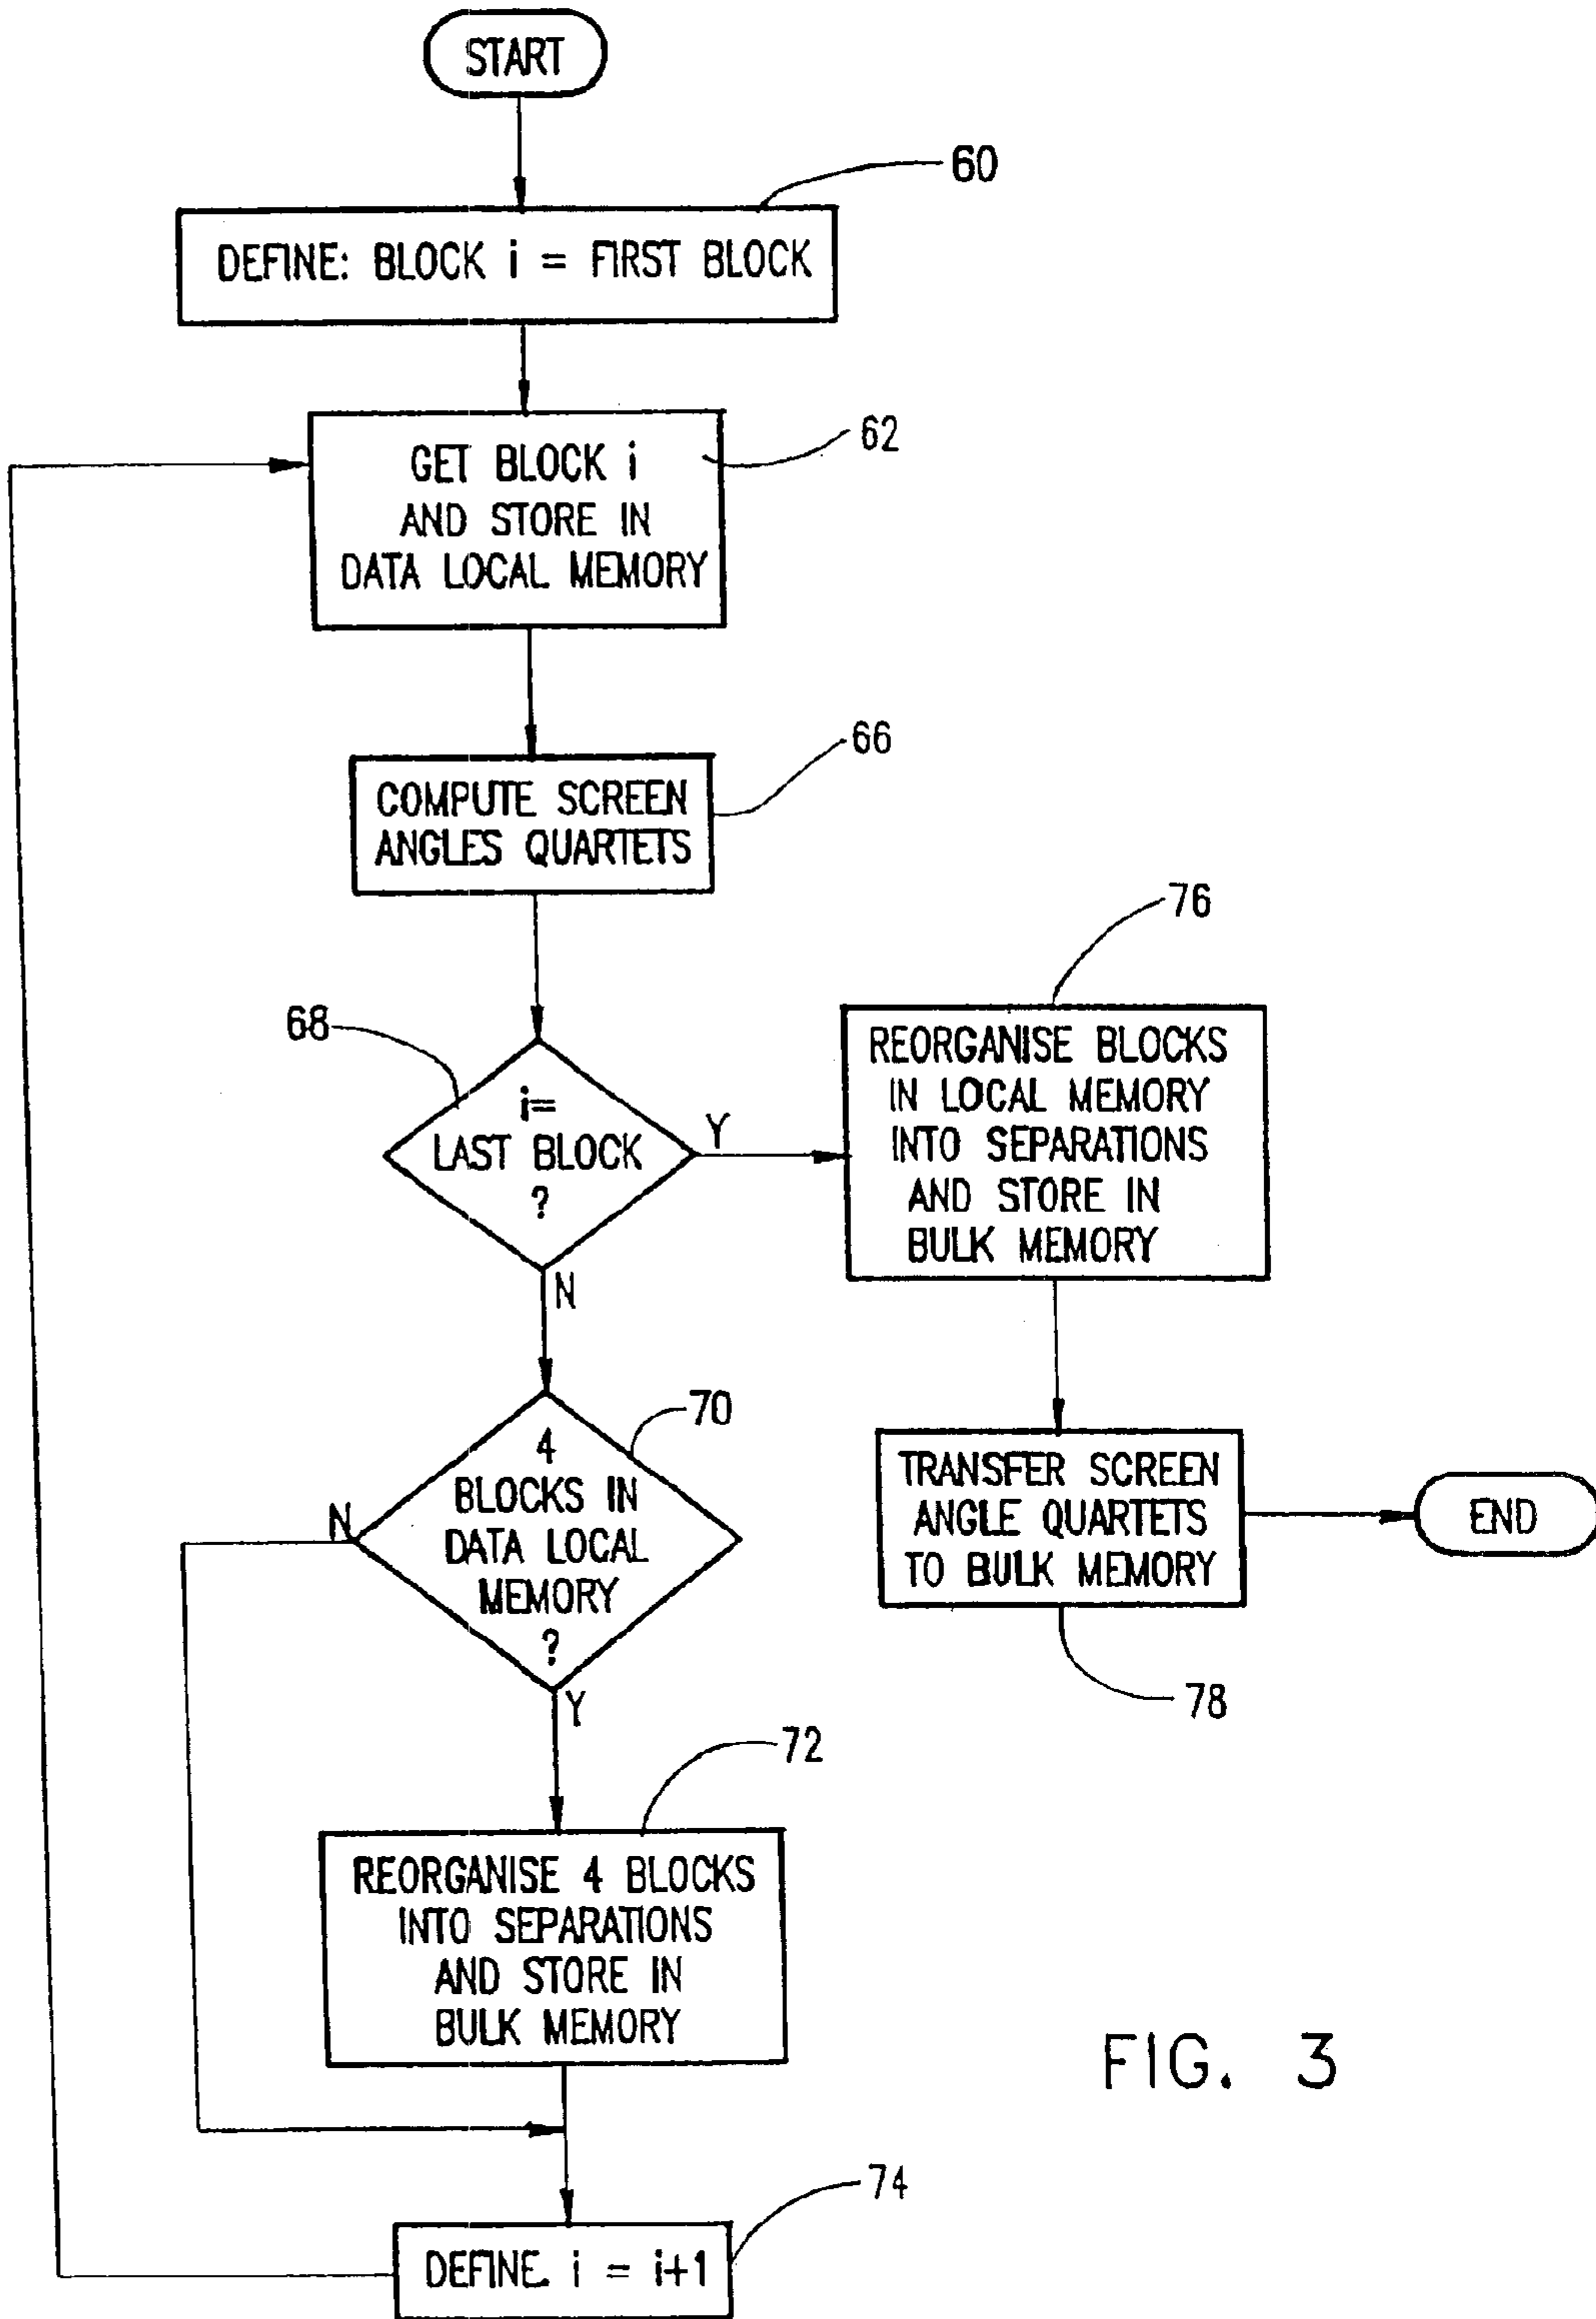 START
60
DEFINE: BLOCK i = FIRST BLOCK
62
GET BLOCK i
AND STORE IN
DATA LOCAL MEMORY
66
COMPUTE SCREEN
ANGLES QUARTETS
68
i=
LAST BLOCK
?
Y
N
76
REORGANISE BLOCKS
IN LOCAL MEMORY
INTO SEPARATIONS
AND STORE IN
BULK MEMORY
70
4
BLOCKS IN
DATA LOCAL
MEMORY
?
N
Y
TRANSFER SCREEN
ANGLE QUARTETS
TO BULK MEMORY
78
END
72
REORGANISE 4 BLOCKS
INTO SEPARATIONS
AND STORE IN
BULK MEMORY
74
DEFINE. i = i+1
FIG. 3